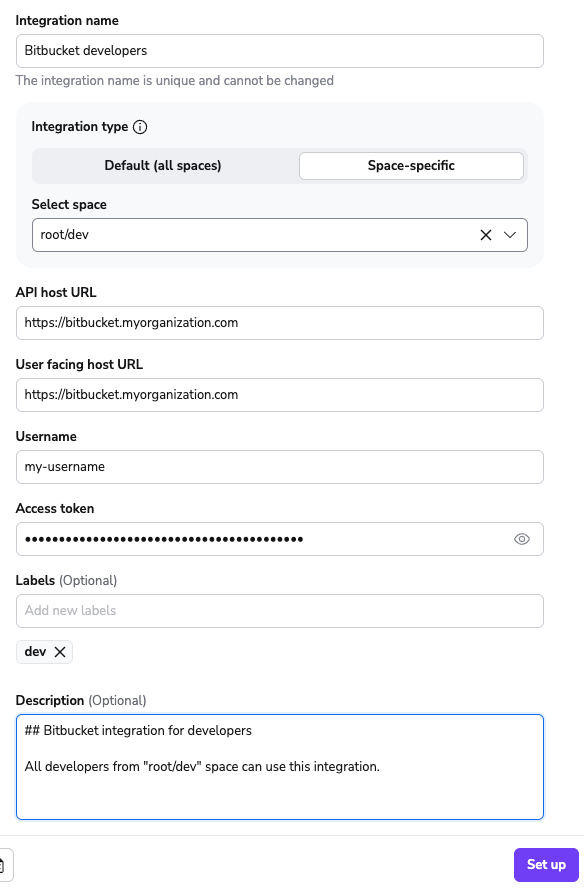 Integration name
Bitbucket developers
The integration name is unique and cannot be changed
Integration type
Default (all spaces) Space-specific
Select space
root/dev
API host URL
https://bitbucket.myorganization.com
User facing host URL
https://bitbucket.myorganization.com
Username
my-username
Access token
••••••••••••••••••••••••••••••••••••••••
Labels (Optional)
Add new labels
dev
Description (Optional)
## Bitbucket integration for developers
All developers from "root/dev" space can use this integration.
Set up